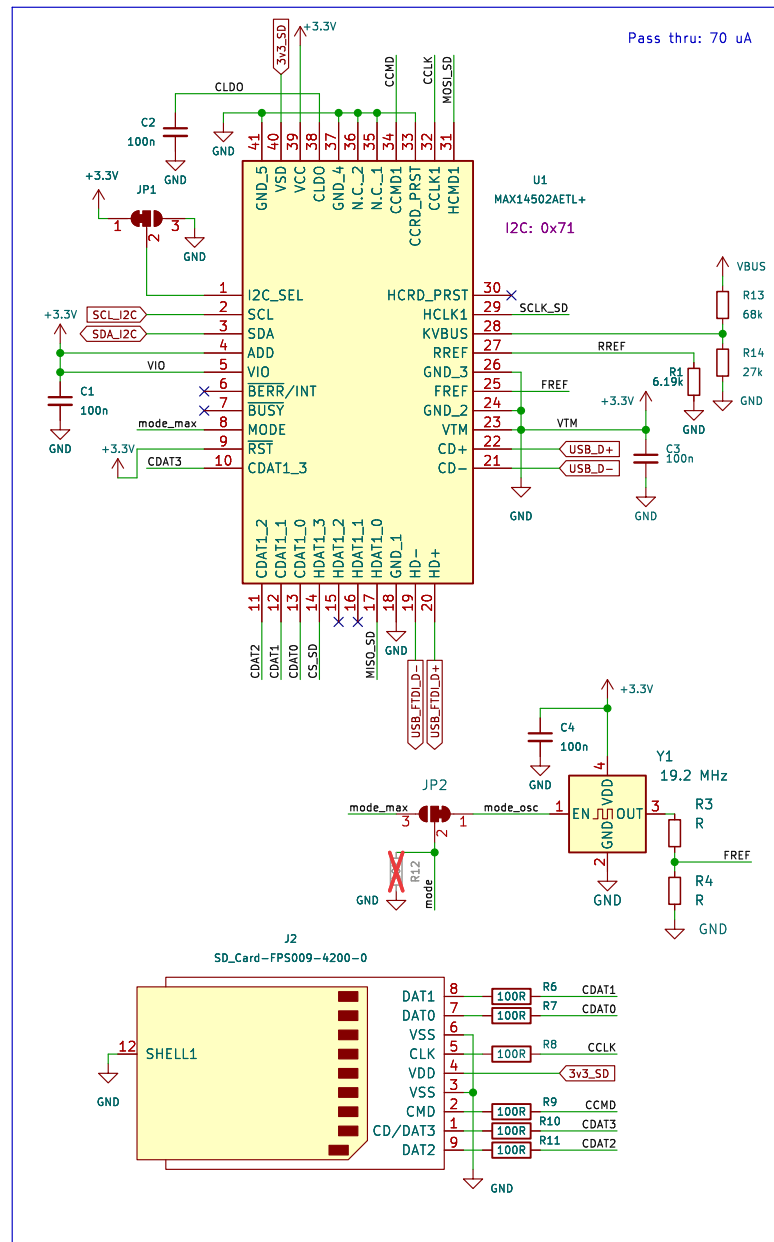 Pass thru: 70 uA
+3.3V
3v3_SD
CCMD
CCLK
MOSI_SD
CLDO
C2
100n
GND
GND
41
40
39
38
37
36
35
34
33
32
31
GND_5
VSD
VCC
CLDO
GND_4
N.C._2
N.C._1
CCMD1
CCRD_PRST
CCLK1
HCMD1
U1
MAX14502AETL+
I2C: 0x71
+3.3V
JP1
1
2
3
GND
1 I2C_SEL
SCL_I2C 2 SCL
SDA_I2C 3 SDA
+3.3V
4 ADD
VIO 5 VIO
6 BERR/INT
7 BUSY
mode_max 8 MODE
+3.3V 9 RST
CDAT3 10 CDAT1_3
C1
100n
GND
HCRD_PRST 30
HCLK1 29 SCLK_SD
KVBUS 28
RREF 27 RREF
GND_3 26
FREF 25 FREF
GND_2 24
VTM 23 VTM
CD+ 22 USB_D+
CD- 21 USB_D-
VBUS
R13
68k
R14
27k
GND
R1
6.19k
GND
+3.3V
C3
100n
GND
GND
CDAT1_2
CDAT1_1
CDAT1_0
HDAT1_3
HDAT1_2
HDAT1_1
HDAT1_0
GND_1
HD-
HD+
11
12
13
14
15
16
17
18
19
20
CDAT2
CDAT1
CDAT0
CS_SD
MISO_SD
GND
USB_FTDI_D-
USB_FTDI_D+
+3.3V
C4
100n
GND
Y1
19.2 MHz
4
VDD
1 EN
OUT 3
GND
2
GND
JP2
mode_max
3
2
1
mode_osc
R12
GND
mode
R3
R
FREF
R4
R
GND
J2
SD_Card-FPS009-4200-0
12 SHELL1
GND
DAT1 8 100R R6 CDAT1
DAT0 7 100R R7 CDAT0
VSS 6
CLK 5 100R R8 CCLK
VDD 4 3v3_SD
VSS 3
CMD 2 100R R9 CCMD
CD/DAT3 1 100R R10 CDAT3
DAT2 9 100R R11 CDAT2
GND